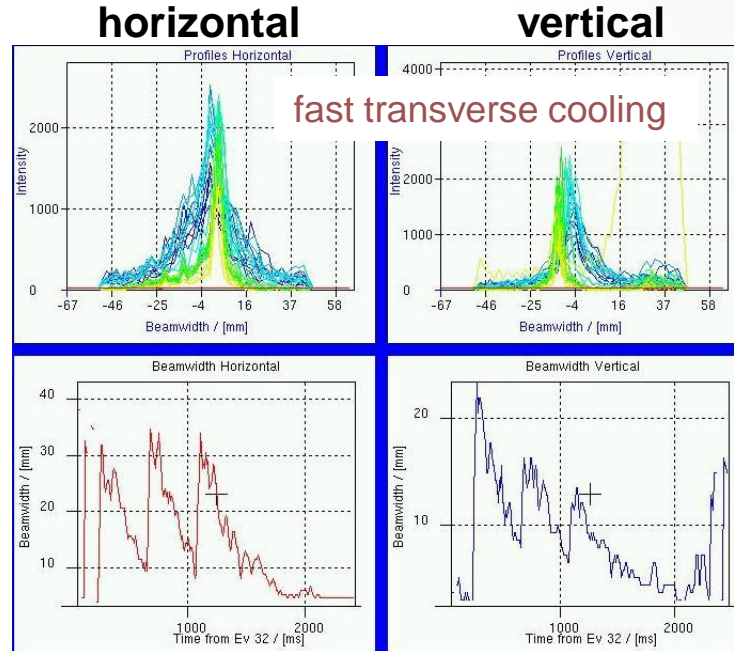 horizontal vertical
Profiles Horizontal
Intensity
2000
1000
0
-67 -46 -25 -4 16 37 58
Beamwidth / [mm]
Profiles Vertical
fast transverse cooling
Intensity
4000
2000
1000
0
-67 -46 -25 -4 16 37 58
Beamwidth / [mm]
Beamwidth Horizontal
Beamwidth / [mm]
40
30
20
10
1000 2000
Time from Ev 32 / [ms]
Beamwidth Vertical
Beamwidth / [mm]
20
10
1000 2000
Time from Ev 32 / [ms]